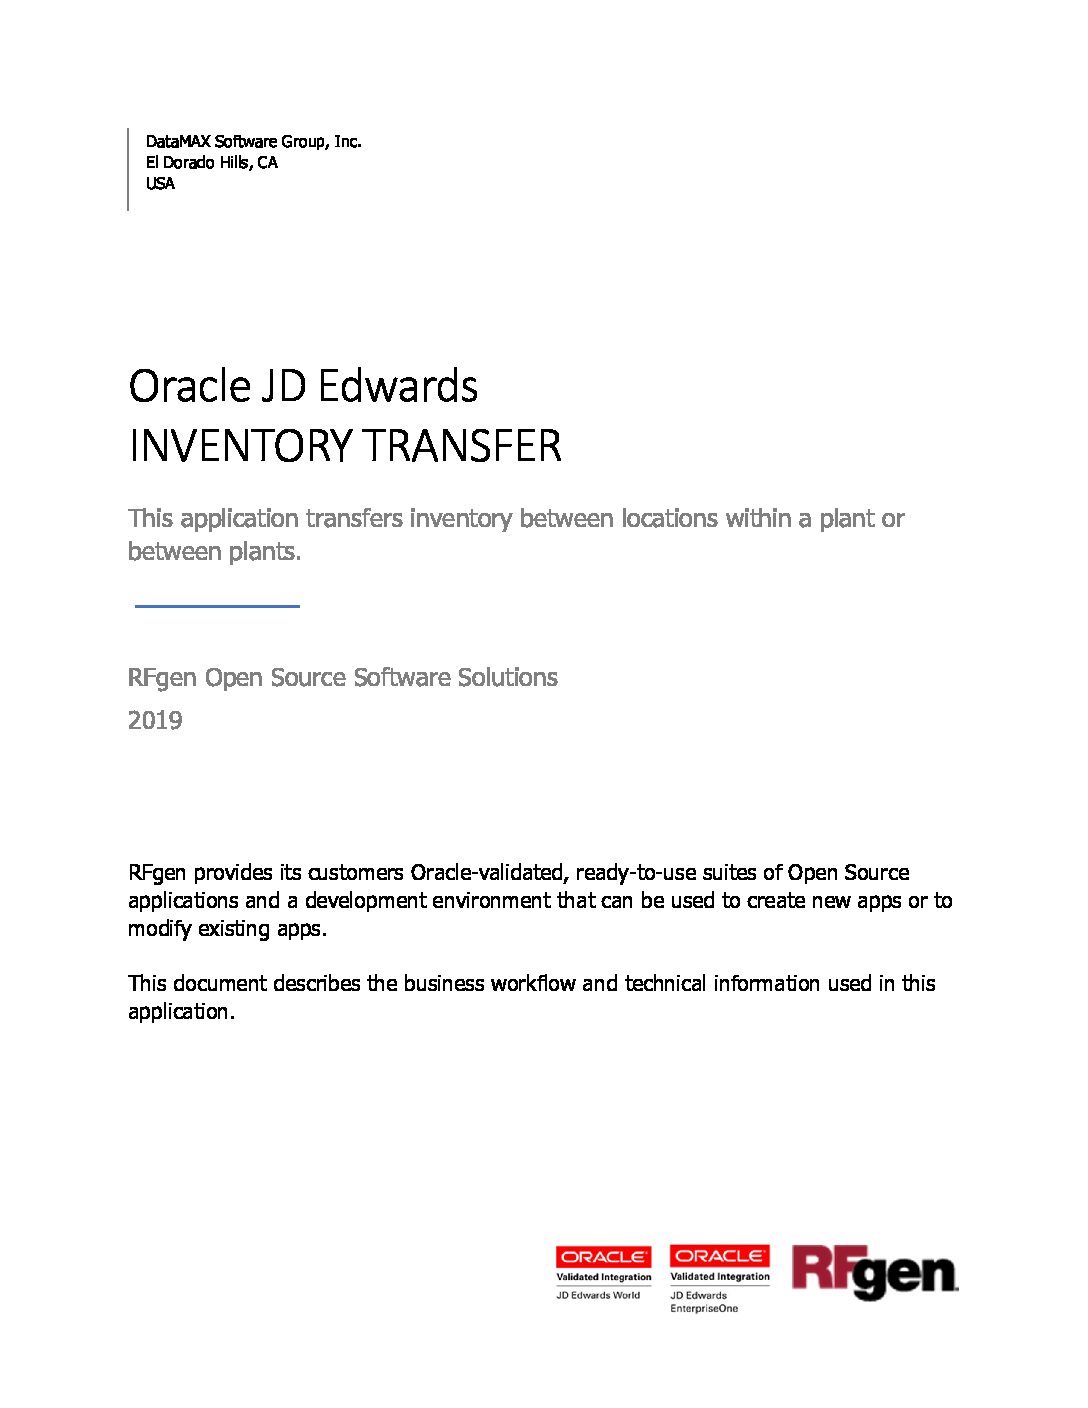 DataMAX Software Group, Inc.
El Dorado Hills, CA
USA
Oracle JD Edwards
INVENTORY TRANSFER
This application transfers inventory between locations within a plant or
between plants.
RFgen Open Source Software Solutions
2019
RFgen provides its customers Oracle-validated, ready-to-use suites of Open Source
applications and a development environment that can be used to create new apps or to
modify existing apps.
This document describes the business workflow and technical information used in this
application.
ORACLE
Validated Integration
JD Edwards World
ORACLE
Validated Integration
JD Edwards
EnterpriseOne
RFgen